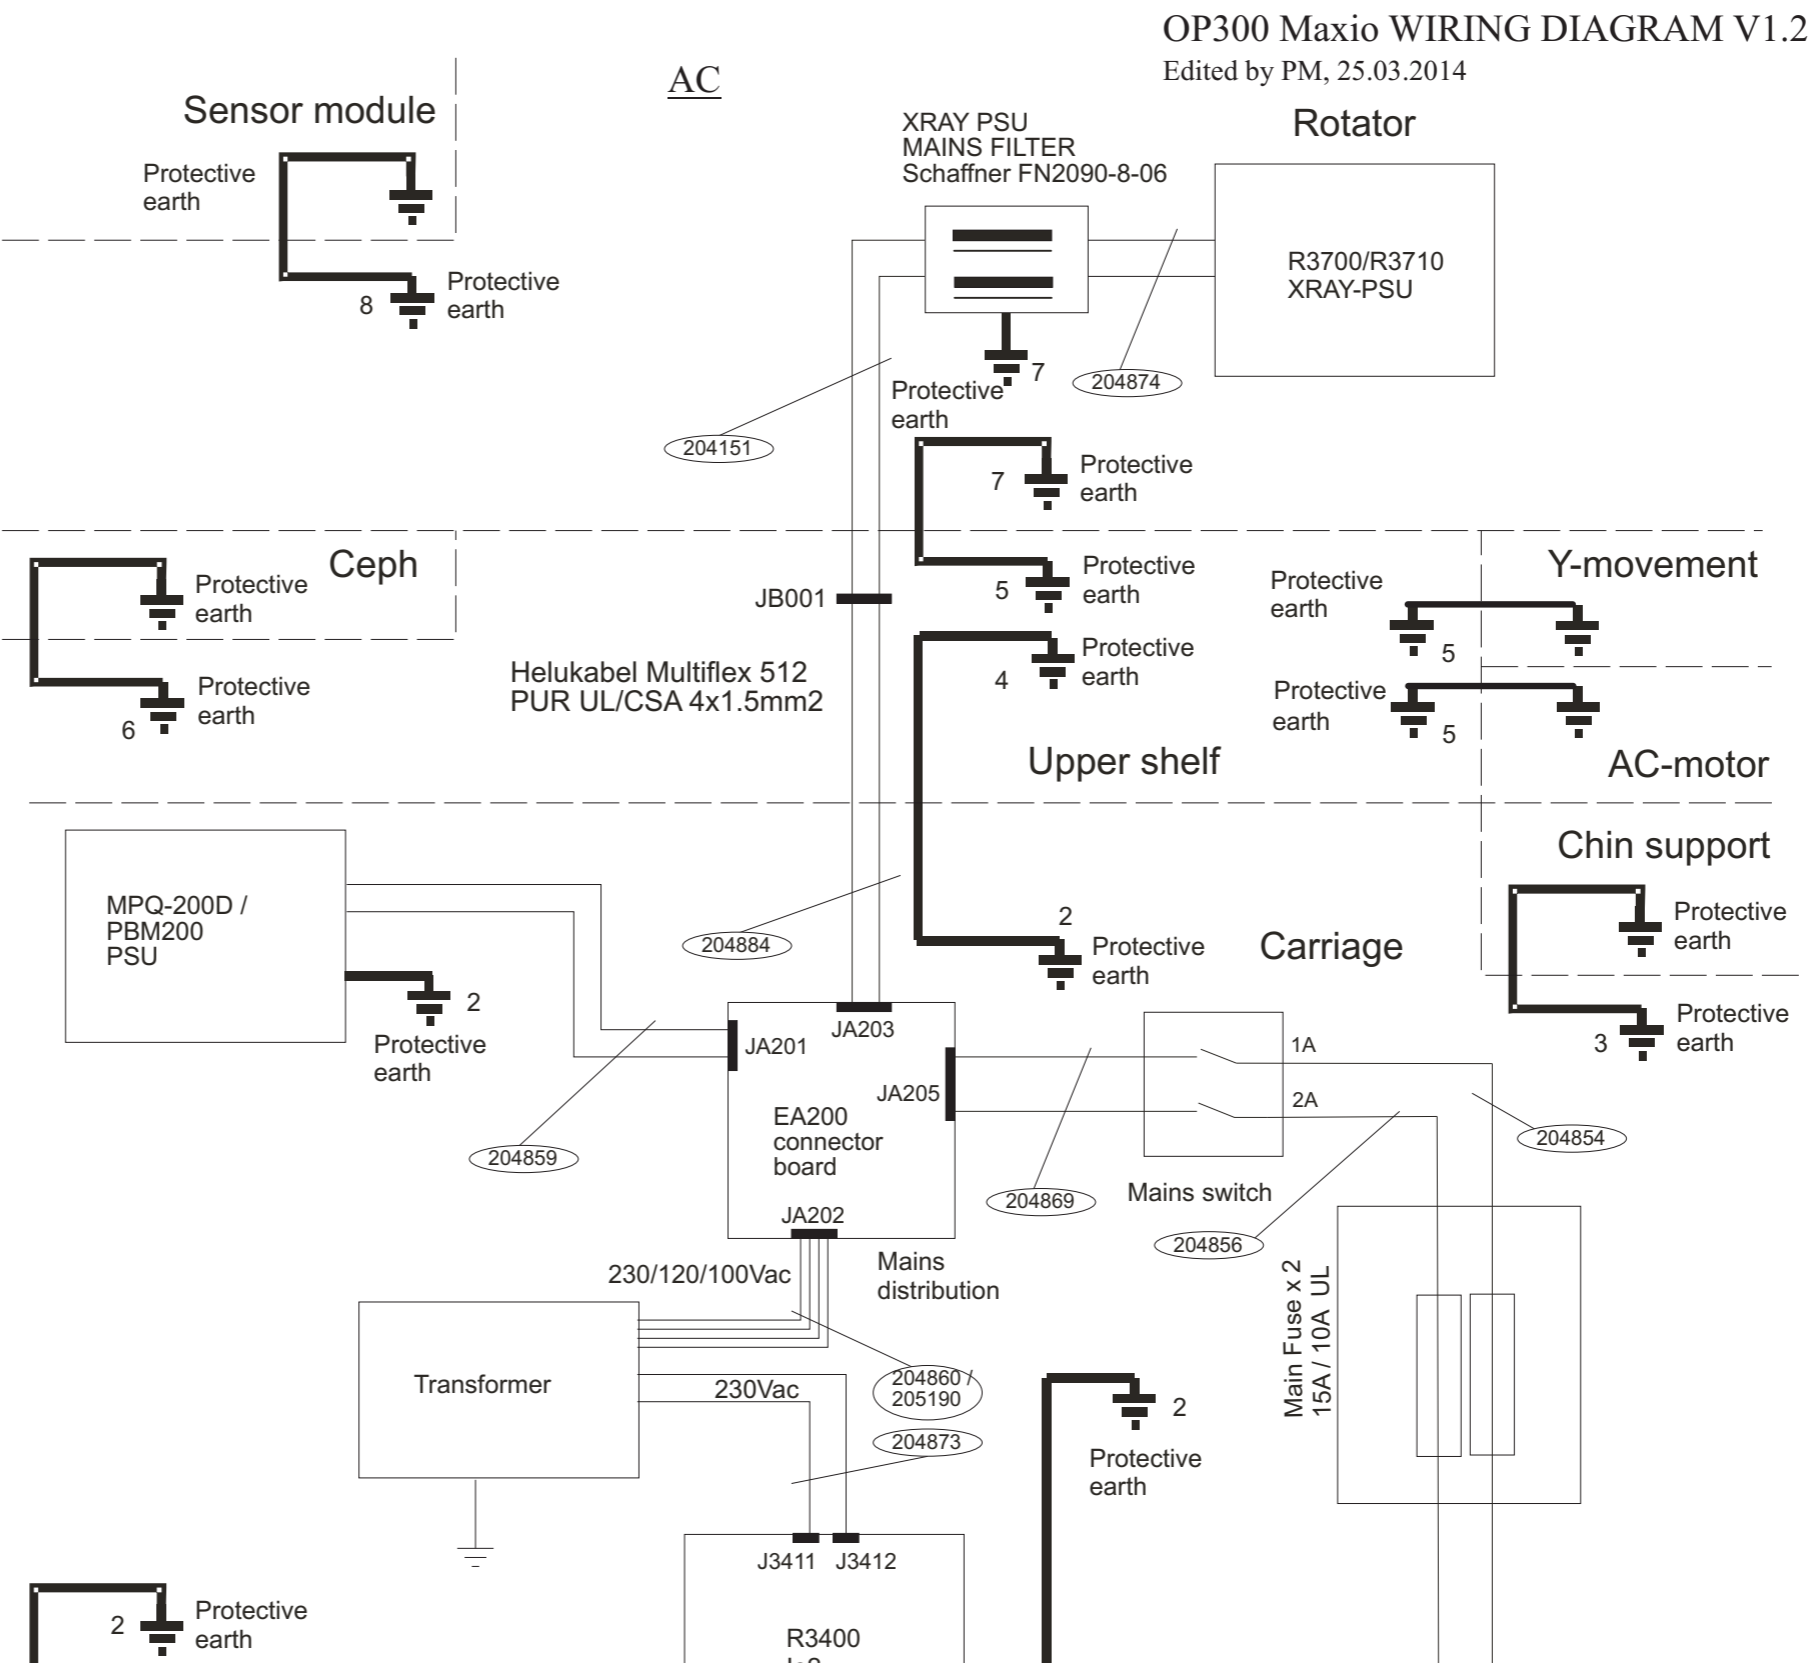 OP300 Maxio WIRING DIAGRAM V1.2
Edited by PM, 25.03.2014
AC
Sensor module
Protective
earth
8
Protective
earth
XRAY PSU
MAINS FILTER
Schaffner FN2090-8-06
Rotator
R3700/R3710
XRAY-PSU
7
Protective
earth
204874
204151
7
Protective
earth
Ceph
Protective
earth
6
Protective
earth
JB001
5
Protective
earth
4
Protective
earth
Helukabel Multiflex 512
PUR UL/CSA 4x1.5mm2
Upper shelf
Y-movement
Protective
earth
5
Protective
earth
5
AC-motor
Chin support
Protective
earth
3
Protective
earth
MPQ-200D /
PBM200
PSU
2
Protective
earth
204884
2
Protective
earth
Carriage
JA203
JA201
JA205
EA200
connector
board
JA202
1A
2A
204859
204869
Mains switch
204854
204856
230/120/100Vac
Mains
distribution
Transformer
230Vac
204860 /
205190
204873
Main Fuse x 2
15A / 10A UL
2
Protective
earth
J3411
J3412
R3400
2
Protective
earth